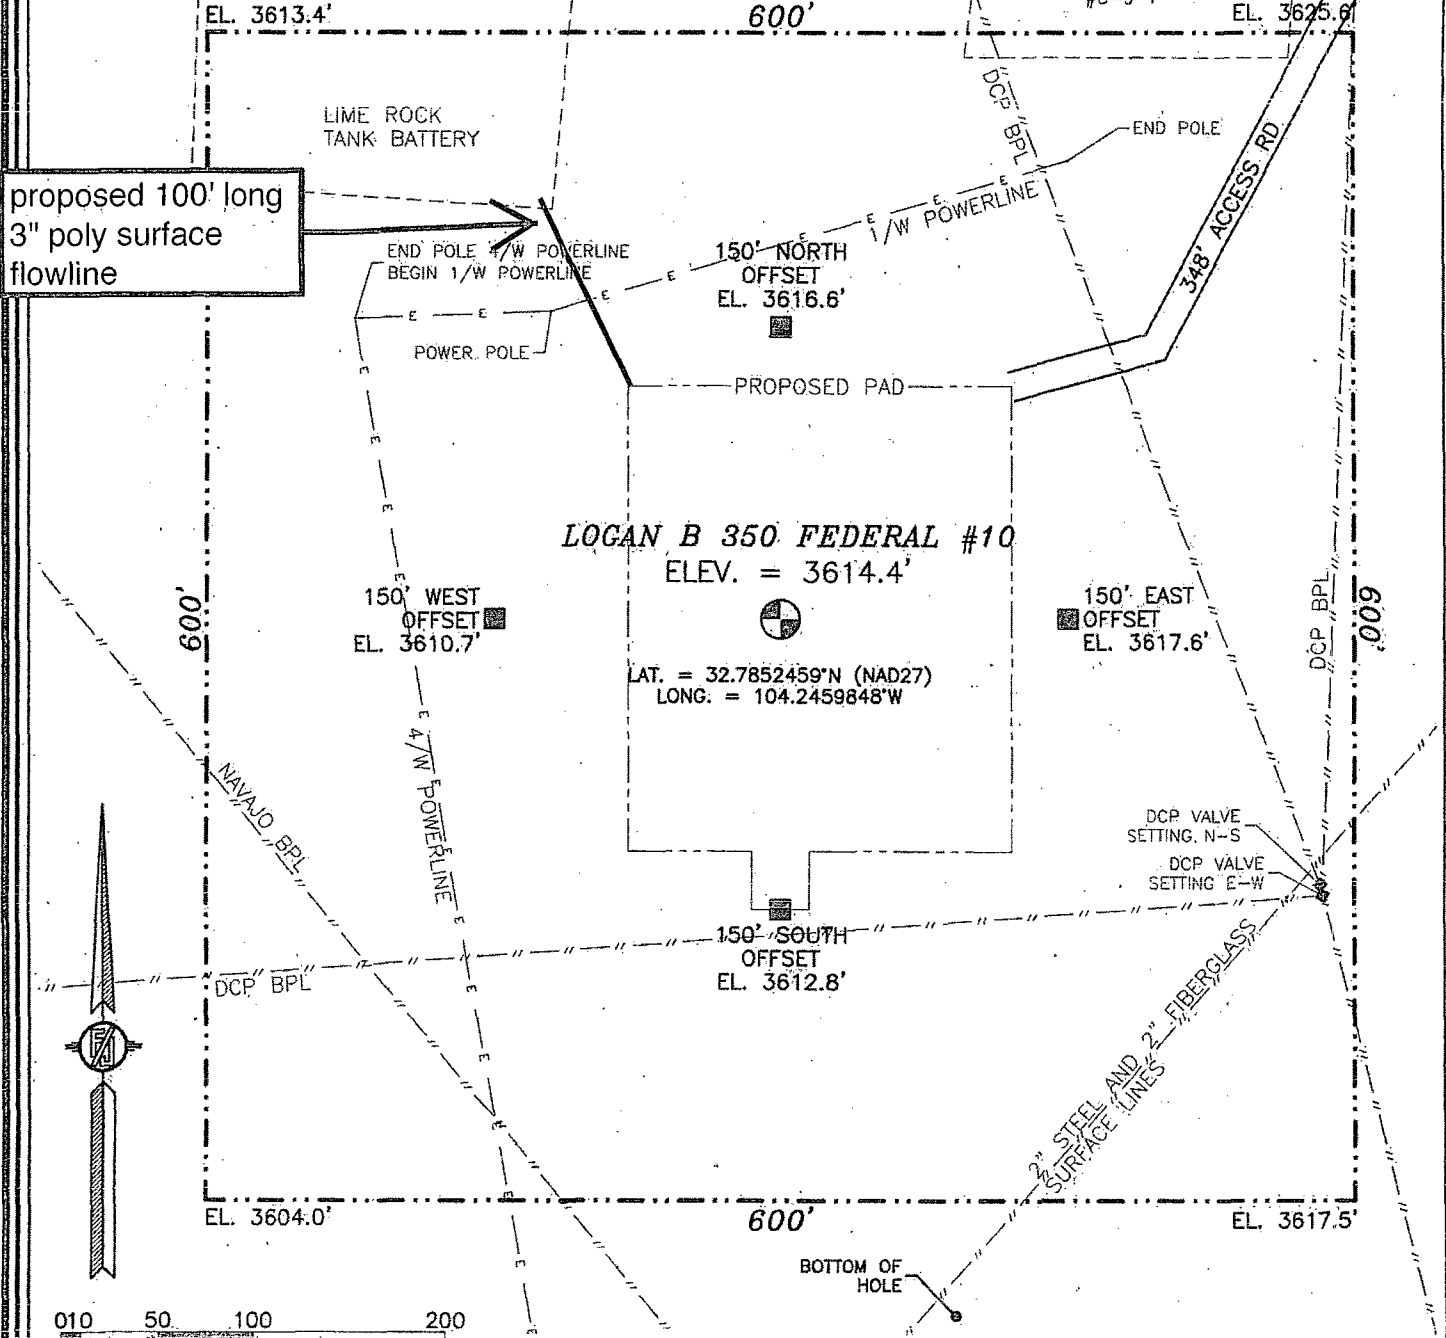 EL. 3613.4'
600'
EL. 3625.6'
LIME ROCK
TANK BATTERY
DCP BPL
END POLE
348' ACCESS RD
proposed 100' long
3" poly surface
flowline
END POLE 4/W POWERLINE
BEGIN 1/W POWERLINE
1/W POWERLINE
150' NORTH
OFFSET
EL. 3616.6'
POWER POLE
PROPOSED PAD
LOGAN B 350 FEDERAL #10
ELEV. = 3614.4'
600'
150' WEST
OFFSET
EL. 3610.7'
150' EAST
OFFSET
EL. 3617.6'
DCP BPL
600'
LAT. = 32.7852459°N (NAD27)
LONG. = 104.2459848°W
4/W POWERLINE
NAVAJO BPL
DCP VALVE
SETTING N-S
DCP VALVE
SETTING E-W
150' SOUTH
OFFSET
EL. 3612.8'
DCP BPL
2" STEEL AND 2" FIBERGLASS
SURFACE LINES
EL. 3604.0'
600'
EL. 3617.5'
BOTTOM OF
HOLE
010 50 100 200